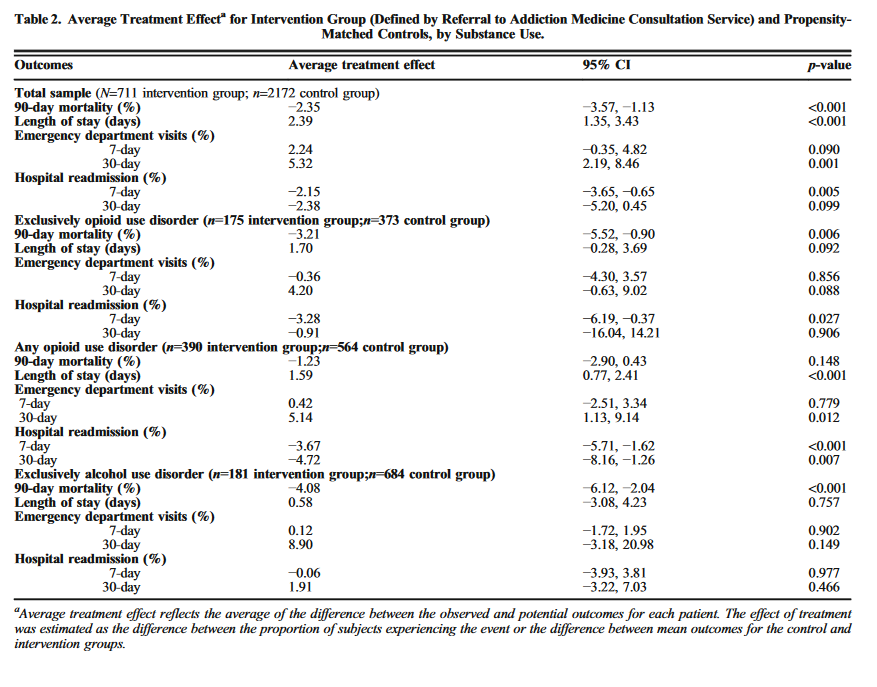 Table 2. Average Treatment Effectᵃ for Intervention Group (Defined by Referral to Addiction Medicine Consultation Service) and Propensity-
Matched Controls, by Substance Use.
Outcomes Average treatment effect 95% CI p-value
Total sample (N=711 intervention group; n=2172 control group)
90-day mortality (%) −2.35 −3.57, −1.13 <0.001
Length of stay (days) 2.39 1.35, 3.43 <0.001
Emergency department visits (%)
7-day 2.24 −0.35, 4.82 0.090
30-day 5.32 2.19, 8.46 0.001
Hospital readmission (%)
7-day −2.15 −3.65, −0.65 0.005
30-day −2.38 −5.20, 0.45 0.099
Exclusively opioid use disorder (n=175 intervention group;n=373 control group)
90-day mortality (%) −3.21 −5.52, −0.90 0.006
Length of stay (days) 1.70 −0.28, 3.69 0.092
Emergency department visits (%)
7-day −0.36 −4.30, 3.57 0.856
30-day 4.20 −0.63, 9.02 0.088
Hospital readmission (%)
7-day −3.28 −6.19, −0.37 0.027
30-day −0.91 −16.04, 14.21 0.906
Any opioid use disorder (n=390 intervention group;n=564 control group)
90-day mortality (%) −1.23 −2.90, 0.43 0.148
Length of stay (days) 1.59 0.77, 2.41 <0.001
Emergency department visits (%)
7-day 0.42 −2.51, 3.34 0.779
30-day 5.14 1.13, 9.14 0.012
Hospital readmission (%)
7-day −3.67 −5.71, −1.62 <0.001
30-day −4.72 −8.16, −1.26 0.007
Exclusively alcohol use disorder (n=181 intervention group;n=684 control group)
90-day mortality (%) −4.08 −6.12, −2.04 <0.001
Length of stay (days) 0.58 −3.08, 4.23 0.757
Emergency department visits (%)
7-day 0.12 −1.72, 1.95 0.902
30-day 8.90 −3.18, 20.98 0.149
Hospital readmission (%)
7-day −0.06 −3.93, 3.81 0.977
30-day 1.91 −3.22, 7.03 0.466
ᵃAverage treatment effect reflects the average of the difference between the observed and potential outcomes for each patient. The effect of treatment
was estimated as the difference between the proportion of subjects experiencing the event or the difference between mean outcomes for the control and
intervention groups.